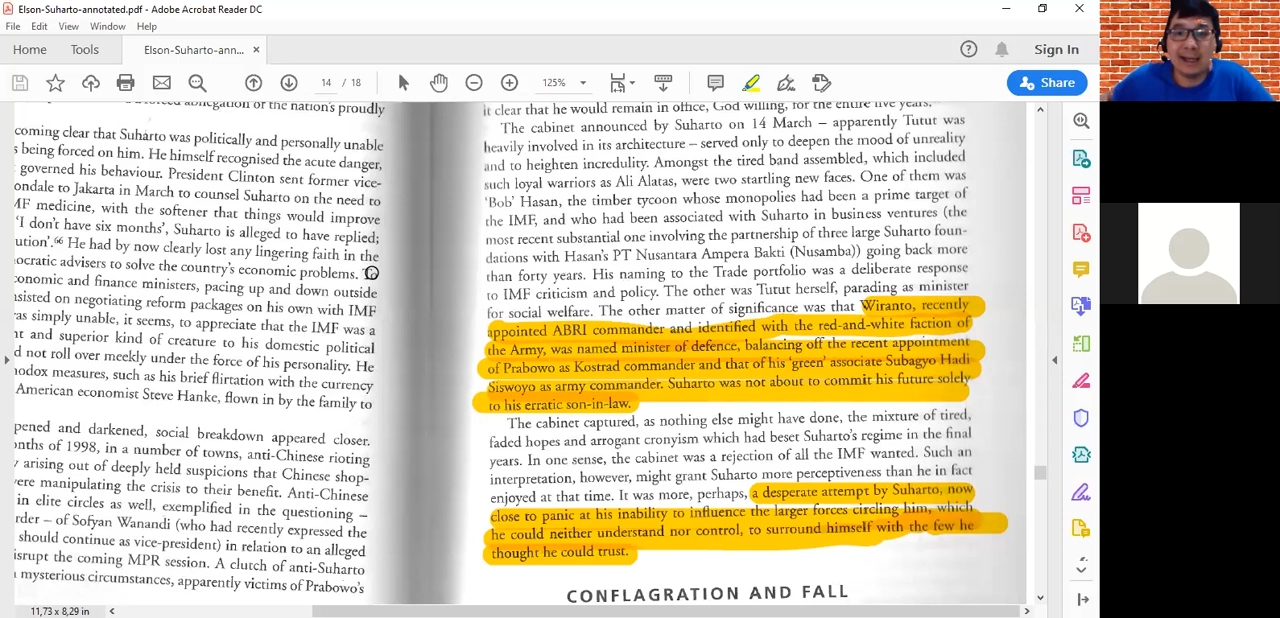 Elson-Suharto-annotated.pdf - Adobe Acrobat Reader DC
File Edit View Window Help
Home Tools Elson-Suharto-ann... × Sign In
14 / 18 125% Share
of the nation's proudly
coming clear that Suharto was politically and personally unable
being forced on him. He himself recognised the acute danger,
governed his behaviour. President Clinton sent former vice-
ondale to Jakarta in March to counsel Suharto on the need to
MF medicine, with the softener that things would improve
'I don't have six months', Suharto is alleged to have replied;
ution'.66 He had by now clearly lost any lingering faith in the
ocratic advisers to solve the country's economic problems.
conomic and finance ministers, pacing up and down outside
sisted on negotiating reform packages on his own with IMF
as simply unable, it seems, to appreciate that the IMF was a
nt and superior kind of creature to his domestic political
d not roll over meekly under the force of his personality. He
nodox measures, such as his brief flirtation with the currency
American economist Steve Hanke, flown in by the family to
pened and darkened, social breakdown appeared closer.
onths of 1998, in a number of towns, anti-Chinese rioting
y arising out of deeply held suspicions that Chinese shop-
ere manipulating the crisis to their benefit. Anti-Chinese
in elite circles as well, exemplified in the questioning –
rder – of Sofyan Wanandi (who had recently expressed the
should continue as vice-president) in relation to an alleged
isrupt the coming MPR session. A clutch of anti-Suharto
mysterious circumstances, apparently victims of Prabowo's
it clear that he would remain in office, God willing, for the entire five years.
The cabinet announced by Suharto on 14 March – apparently Tutut was
heavily involved in its architecture – served only to deepen the mood of unreality
and to heighten incredulity. Amongst the tired band assembled, which included
such loyal warriors as Ali Alatas, were two startling new faces. One of them was
'Bob' Hasan, the timber tycoon whose monopolies had been a prime target of
the IMF, and who had been associated with Suharto in business ventures (the
most recent substantial one involving the partnership of three large Suharto foun-
dations with Hasan's PT Nusantara Ampera Bakti (Nusamba)) going back more
than forty years. His naming to the Trade portfolio was a deliberate response
to IMF criticism and policy. The other was Tutut herself, parading as minister
for social welfare. The other matter of significance was that Wiranto, recently
appointed ABRI commander and identified with the red-and-white faction of
the Army, was named minister of defence, balancing off the recent appointment
of Prabowo as Kostrad commander and that of his 'green' associate Subagyo Hadi
Siswoyo as army commander. Suharto was not about to commit his future solely
to his erratic son-in-law.
The cabinet captured, as nothing else might have done, the mixture of tired,
faded hopes and arrogant cronyism which had beset Suharto's regime in the final
years. In one sense, the cabinet was a rejection of all the IMF wanted. Such an
interpretation, however, might grant Suharto more perceptiveness than he in fact
enjoyed at that time. It was more, perhaps, a desperate attempt by Suharto, now
close to panic at his inability to influence the larger forces circling him, which
he could neither understand nor control, to surround himself with the few he
thought he could trust.
CONFLAGRATION AND FALL
11,73 x 8,29 in